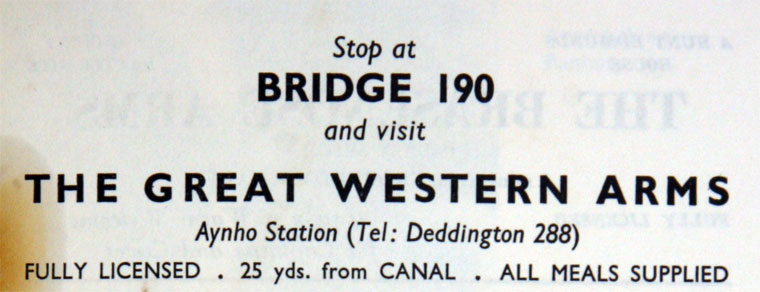 Stop at
BRIDGE 190
and visit
THE GREAT WESTERN ARMS
Aynho Station (Tel: Deddington 288)
FULLY LICENSED . 25 yds. from CANAL . ALL MEALS SUPPLIED